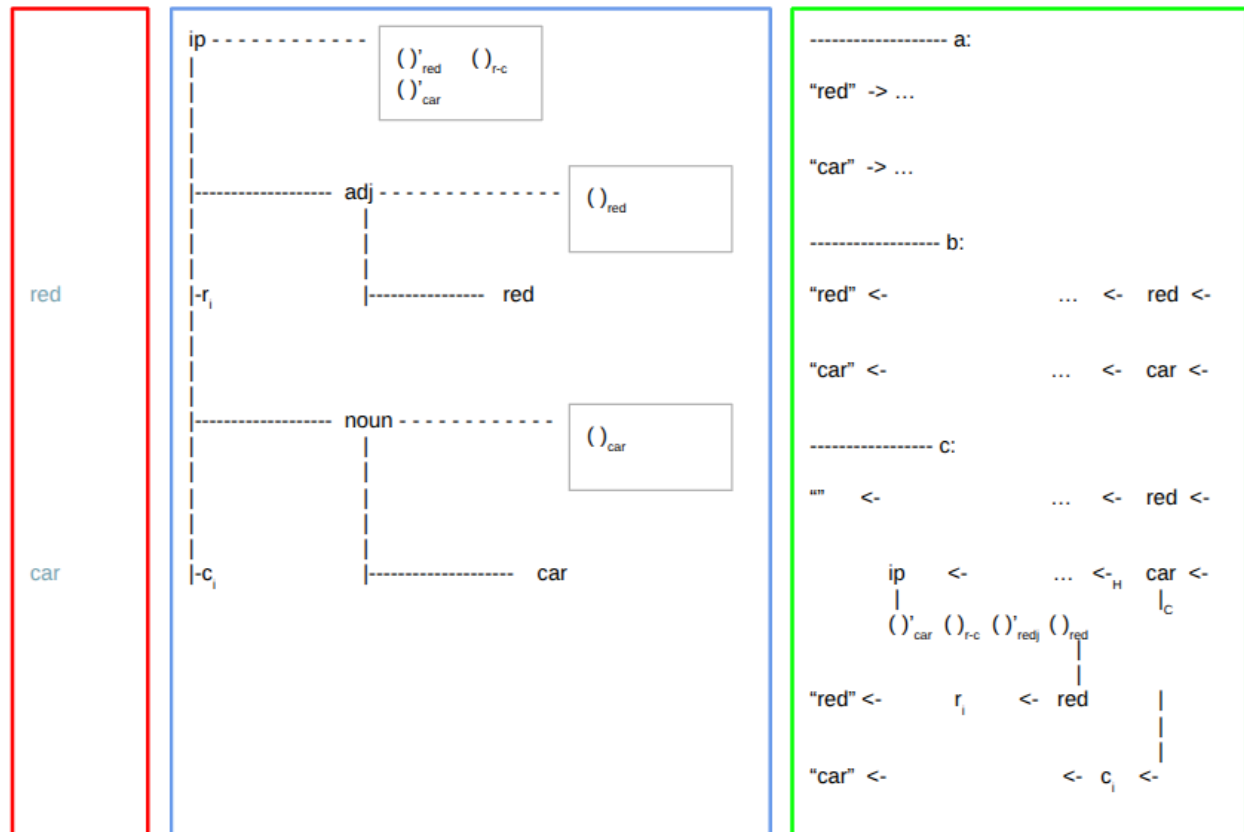 red
car
ip - - - - - - - - - - - -
( )’red ( )r-c
( )’car
|------------------- adj - - - - - - - - - - - - - -
( )red
|-ri |---------------- red
|------------------- noun - - - - - - - - - - - -
( )car
|-ci |-------------------- car
------------------- a:
“red” -> …
“car” -> …
------------------ b:
“red” <- … <- red <-
“car” <- … <- car <-
----------------- c:
“” <- … <- red <-
ip <- … <-H car <-
| |C
( )’car ( )r-c ( )’redj ( )red
“red” <- ri <- red |
“car” <- <- ci <-